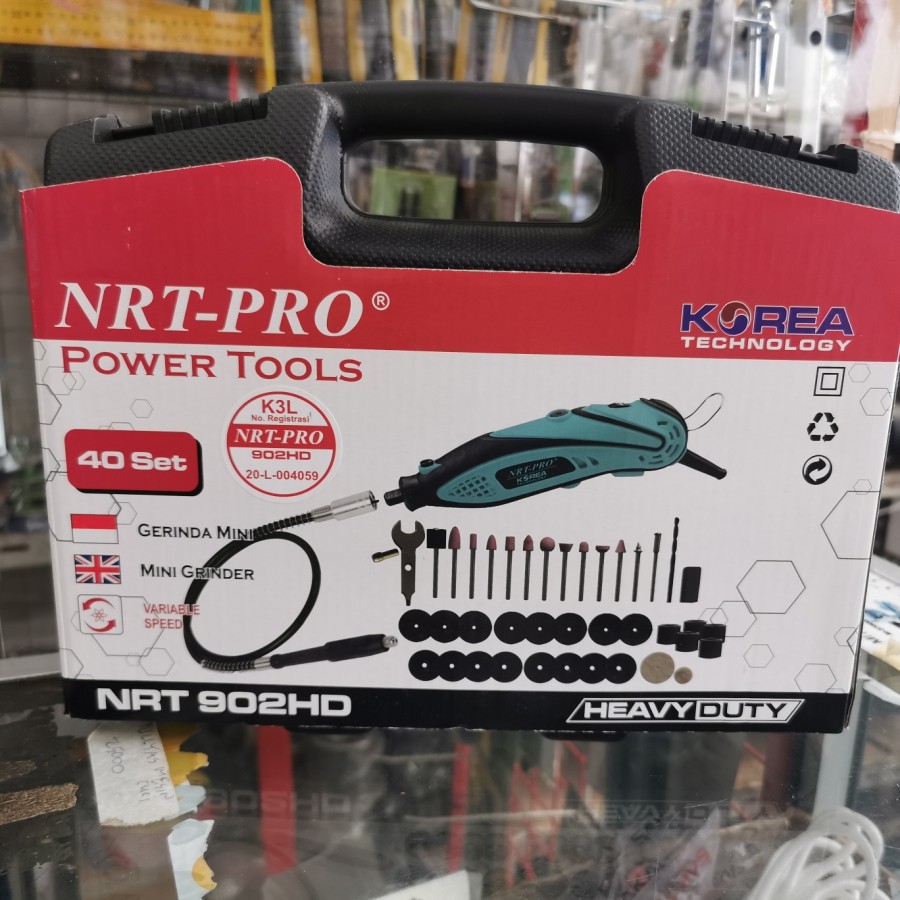 NRT-PRO®
POWER TOOLS
KOREA
TECHNOLOGY
K3L
No. Registrasi
NRT-PRO
902HD
20-L-004059
40 Set
NRT-PRO
KOREA
GERINDA MINI
MINI GRINDER
VARIABLE
SPEED
NRT 902HD
HEAVY DUTY